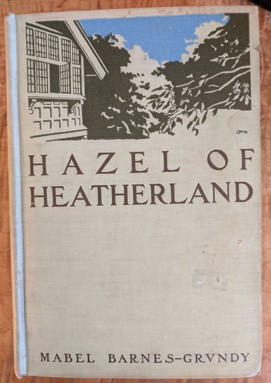 HAZEL OF
HEATHERLAND
MABEL BARNES-GRVNDY